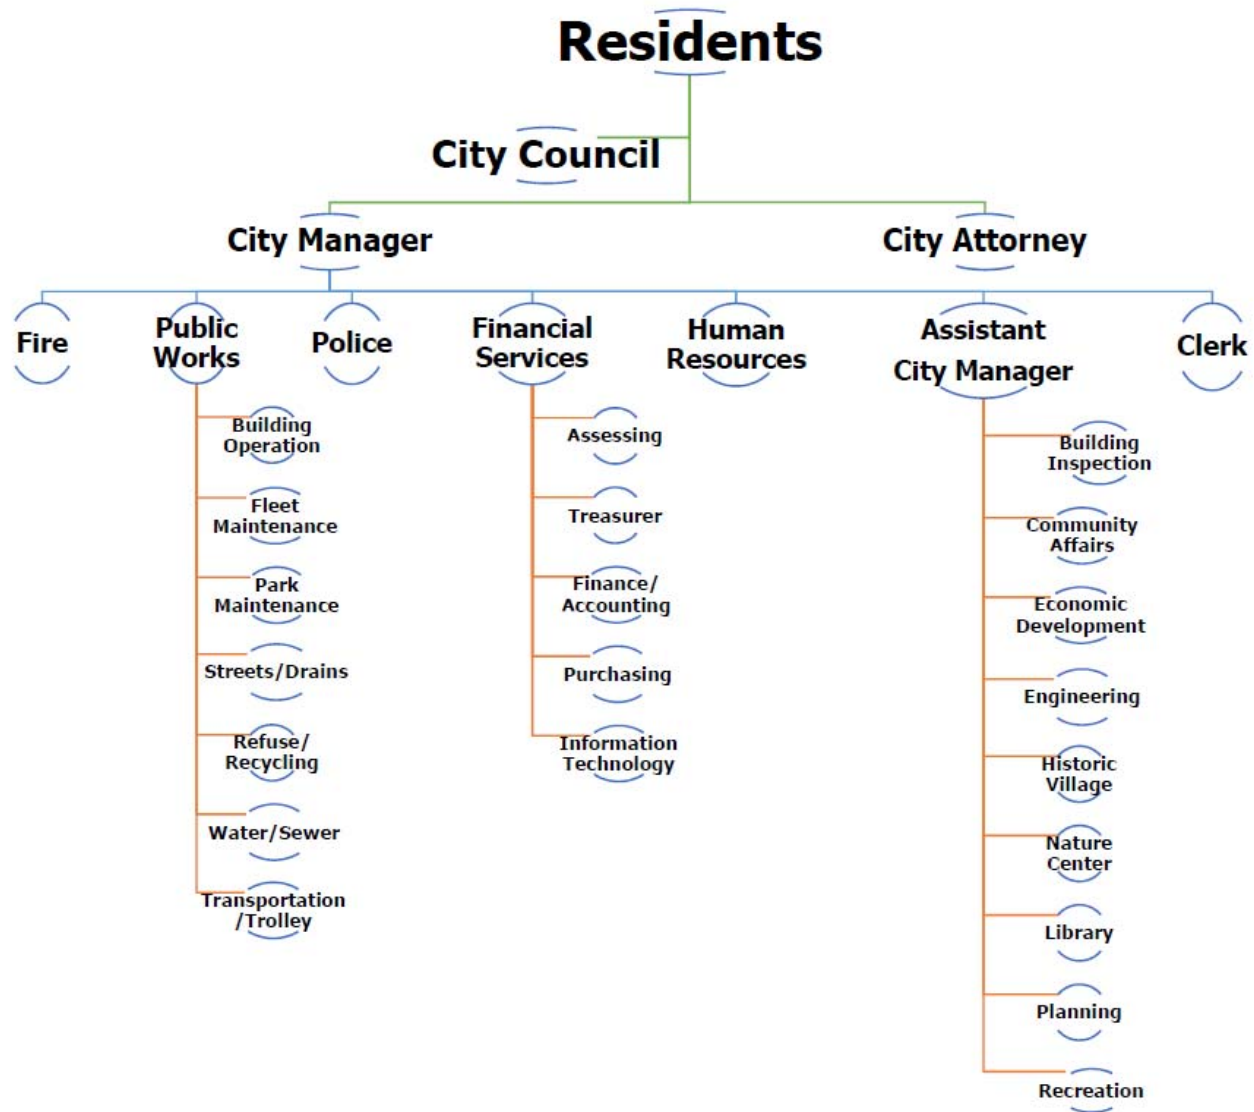 Residents
City Council
City Manager
City Attorney
Fire
Public
Works
Police
Financial
Services
Human
Resources
Assistant
City Manager
Clerk
Building
Operation
Fleet
Maintenance
Park
Maintenance
Streets/Drains
Refuse/
Recycling
Water/Sewer
Transportation
/Trolley
Assessing
Treasurer
Finance/
Accounting
Purchasing
Information
Technology
Building
Inspection
Community
Affairs
Economic
Development
Engineering
Historic
Village
Nature
Center
Library
Planning
Recreation